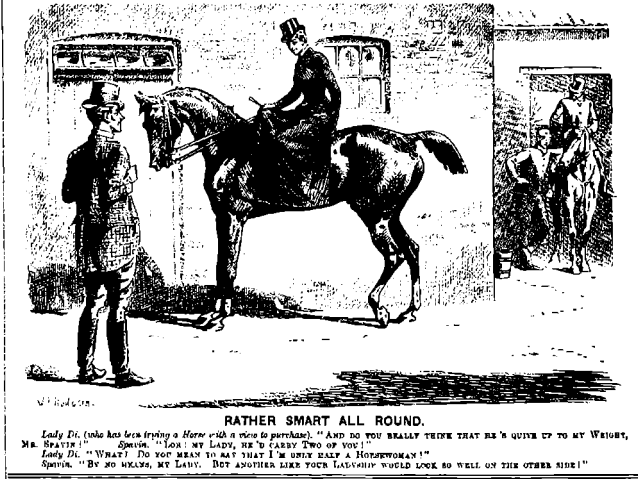 W. J. Hodgson
RATHER SMART ALL ROUND.
Lady Di. (who has been trying a Horse with a view to purchase). "AND DO YOU REALLY THINK THAT HE'S QUITE UP TO MY WEIGHT,
MR. SPAVIN?" Spavin. "LOR! MY LADY, HE'D CARRY TWO OF YOU!"
Lady Di. "WHAT? DO YOU MEAN TO SAY THAT I'M ONLY HALF A HORSEWOMAN!"
Spavin. "BY NO MEANS, MY LADY. BUT ANOTHER LIKE YOUR LADYSHIP WOULD LOOK SO WELL ON THE OTHER SIDE!"